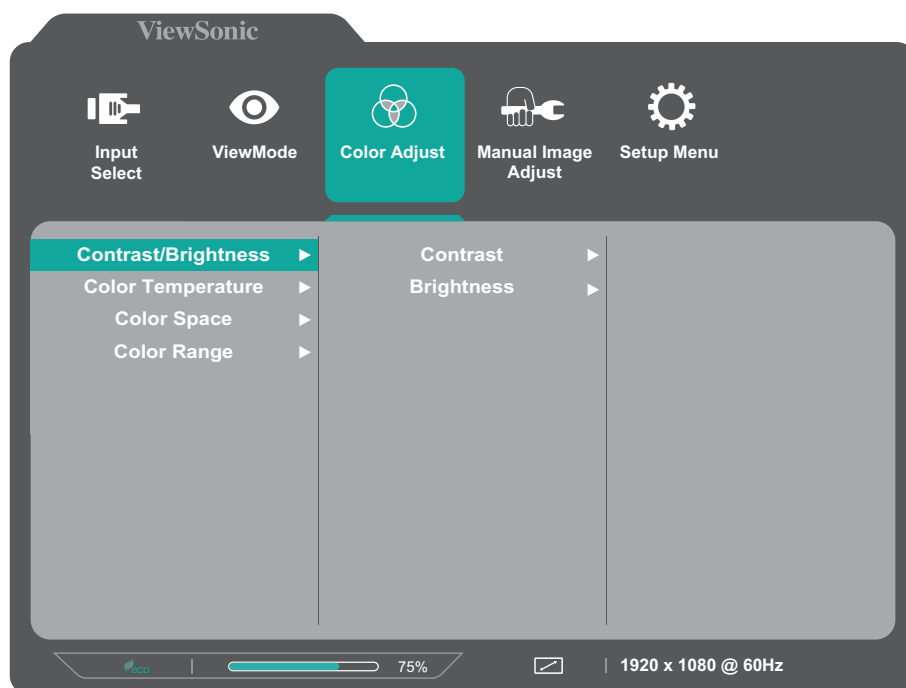 ViewSonic
Input Select
ViewMode
Color Adjust
Manual Image Adjust
Setup Menu
Contrast/Brightness
Color Temperature
Color Space
Color Range
Contrast
Brightness
eco
75%
1920 x 1080 @ 60Hz